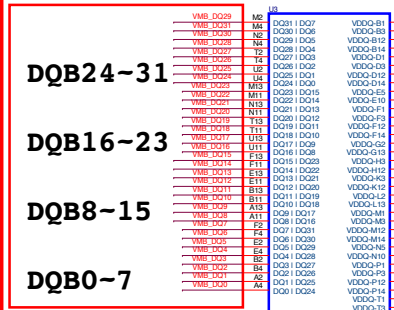 U3
VMB_DQ29 M2 DQ31 | DQ7 VDDQ-B1
VMB_DQ31 M4 DQ30 | DQ6 VDDQ-B3
VMB_DQ30 N2 DQ29 | DQ5 VDDQ-B12
VMB_DQ28 N4 DQ28 | DQ4 VDDQ-B14
VMB_DQ27 T2 DQ27 | DQ3 VDDQ-D1
VMB_DQ26 T4 DQ26 | DQ2 VDDQ-D3
VMB_DQ25 U2 DQ25 | DQ1 VDDQ-D12
VMB_DQ24 U4 DQ24 | DQ0 VDDQ-D14
DQB24~31
VMB_DQ23 M13 DQ23 | DQ15 VDDQ-E5
VMB_DQ22 M11 DQ22 | DQ14 VDDQ-E10
VMB_DQ21 N13 DQ21 | DQ13 VDDQ-F1
VMB_DQ20 N11 DQ20 | DQ12 VDDQ-F3
VMB_DQ19 T13 DQ19 | DQ11 VDDQ-F12
VMB_DQ18 T11 DQ18 | DQ10 VDDQ-F14
VMB_DQ17 U13 DQ17 | DQ9 VDDQ-G2
VMB_DQ16 U11 DQ16 | DQ8 VDDQ-G13
DQB16~23
VMB_DQ15 F13 DQ15 | DQ23 VDDQ-H3
VMB_DQ14 F11 DQ14 | DQ22 VDDQ-H12
VMB_DQ13 E13 DQ13 | DQ21 VDDQ-K3
VMB_DQ12 E11 DQ12 | DQ20 VDDQ-K12
VMB_DQ11 B13 DQ11 | DQ19 VDDQ-L2
VMB_DQ10 B11 DQ10 | DQ18 VDDQ-L13
VMB_DQ9 A13 DQ9 | DQ17 VDDQ-M1
VMB_DQ8 A11 DQ8 | DQ16 VDDQ-M3
DQB8~15
VMB_DQ7 F2 DQ7 | DQ31 VDDQ-M12
VMB_DQ6 F4 DQ6 | DQ30 VDDQ-M14
VMB_DQ5 E2 DQ5 | DQ29 VDDQ-N5
VMB_DQ4 E4 DQ4 | DQ28 VDDQ-N10
VMB_DQ3 B2 DQ3 | DQ27 VDDQ-P1
VMB_DQ2 B4 DQ2 | DQ26 VDDQ-P3
VMB_DQ1 A2 DQ1 | DQ25 VDDQ-P12
VMB_DQ0 A4 DQ0 | DQ24 VDDQ-P14
DQB0~7
VDDQ-T1
VDDQ-T3